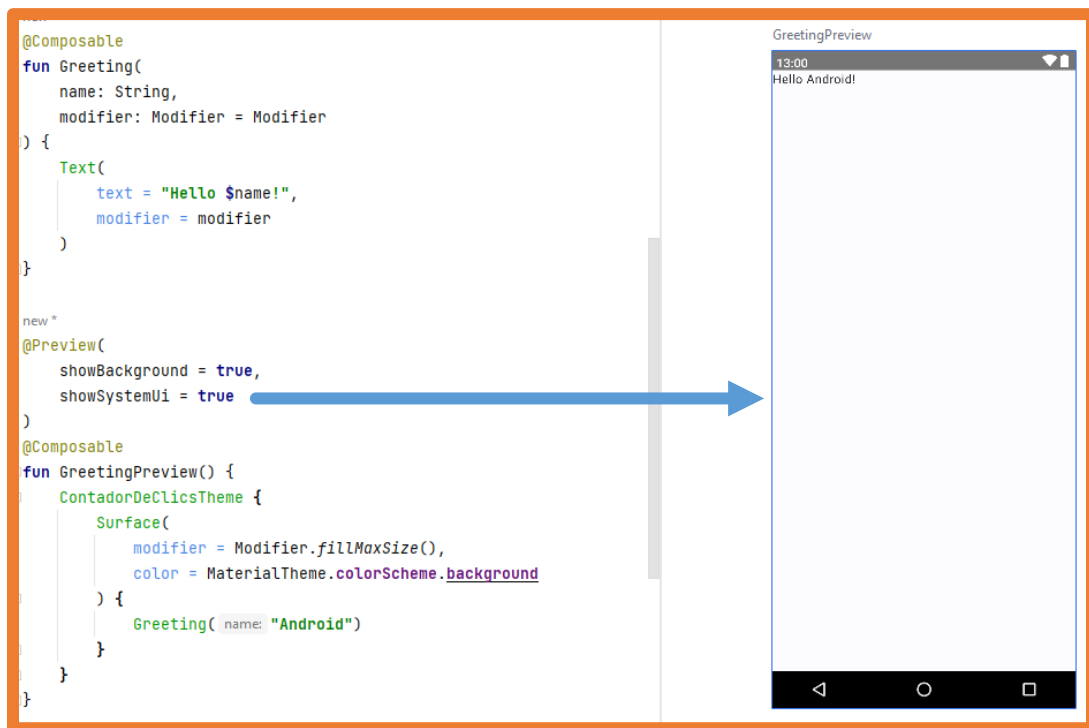 @Composable
fun Greeting(
    name: String,
    modifier: Modifier = Modifier
) {
    Text(
        text = "Hello $name!",
        modifier = modifier
    )
}
new *
@Preview(
    showBackground = true,
    showSystemUi = true
)
@Composable
fun GreetingPreview() {
    ContadorDeClicsTheme {
        Surface(
            modifier = Modifier.fillMaxSize(),
            color = MaterialTheme.colorScheme.background
        ) {
            Greeting( name: "Android")
        }
    }
}
GreetingPreview
13:00
Hello Android!